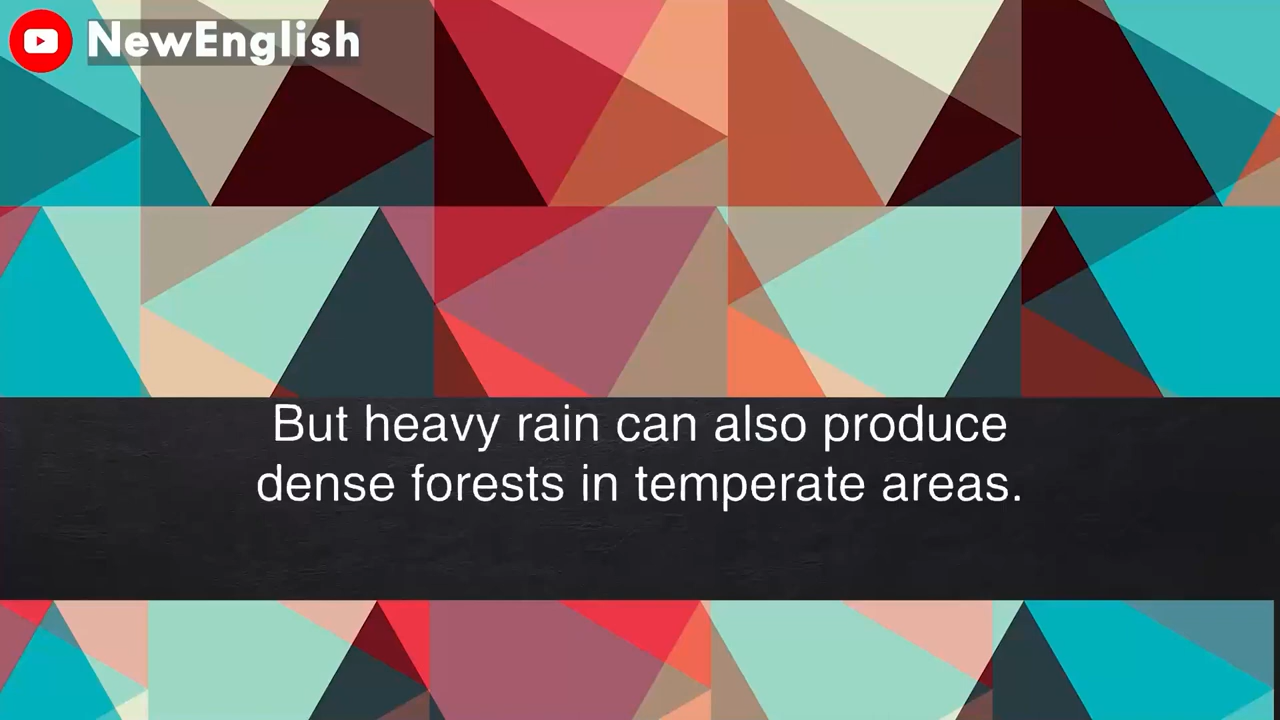 NewEnglish
But heavy rain can also produce
dense forests in temperate areas.